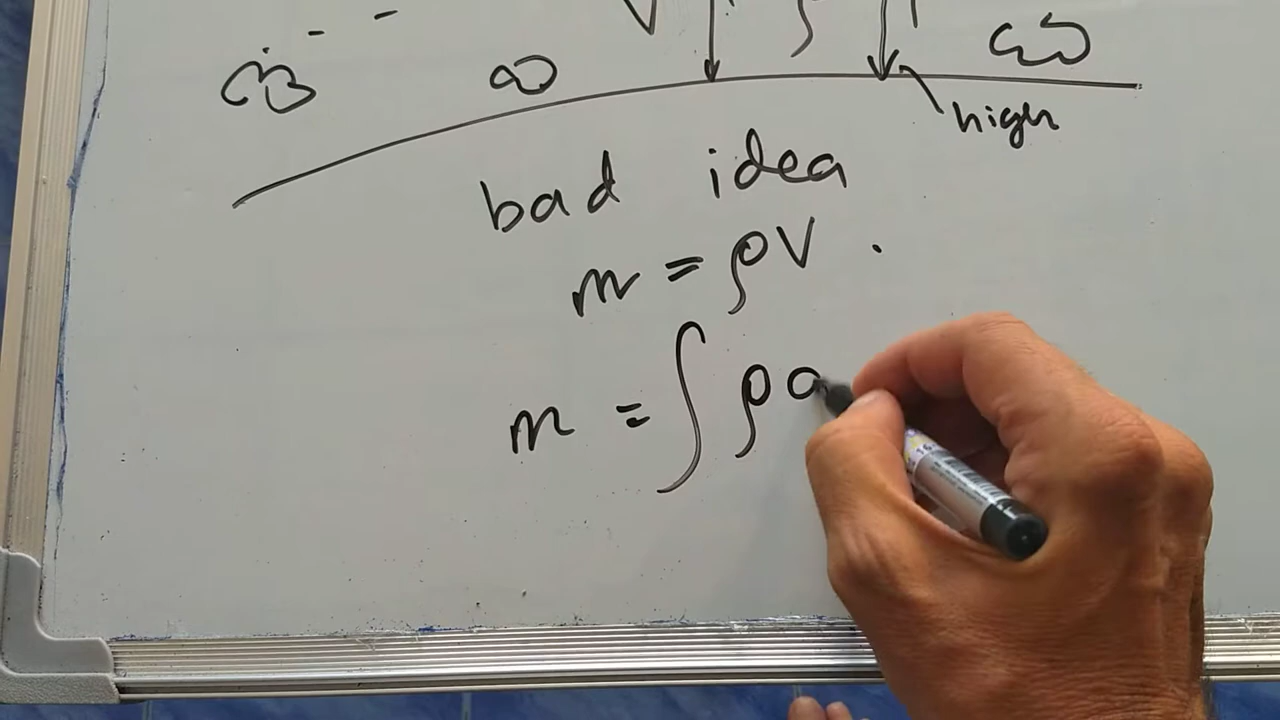 high
bad idea
m = ρV .
m = ∫ ρ